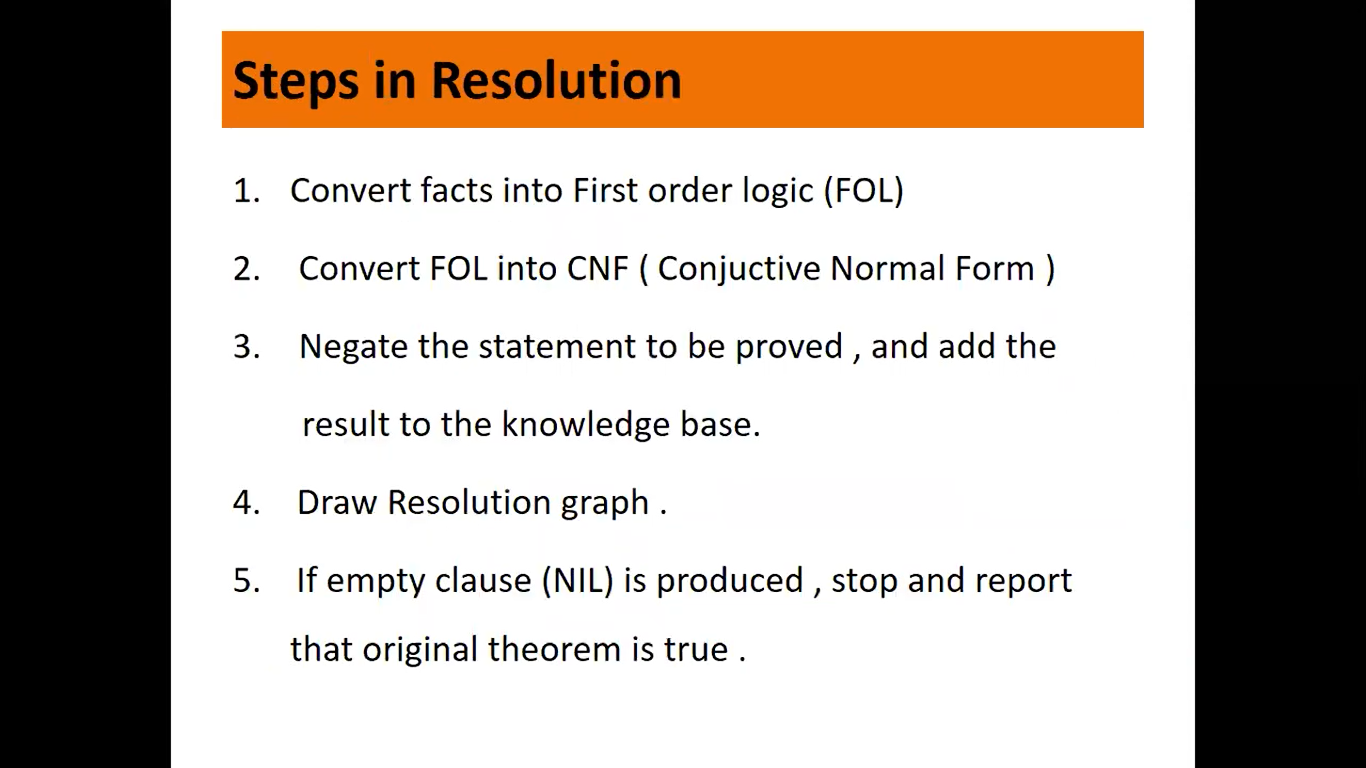 Steps in Resolution
1. Convert facts into First order logic (FOL)
2. Convert FOL into CNF ( Conjuctive Normal Form )
3. Negate the statement to be proved , and add the
result to the knowledge base.
4. Draw Resolution graph .
5. If empty clause (NIL) is produced , stop and report
that original theorem is true .